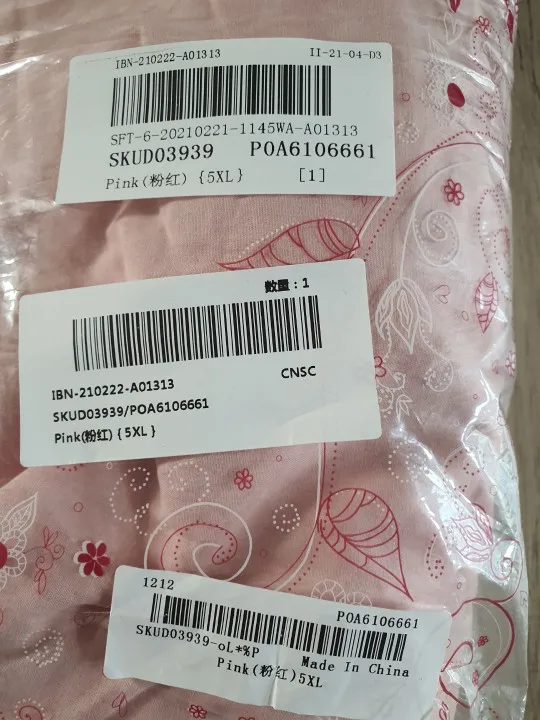 IBN-210222-A01313 II-21-04-D3
SFT-6-20210221-1145WA-A01313
SKUD03939 POA6106661
Pink(粉红) {5XL} [1]
数量:1
IBN-210222-A01313 CNSC
SKUD03939/POA6106661
Pink(粉红) {5XL}
1212 POA6106661
SKUD03939-oL*%P Made In China
Pink(粉红)5XL